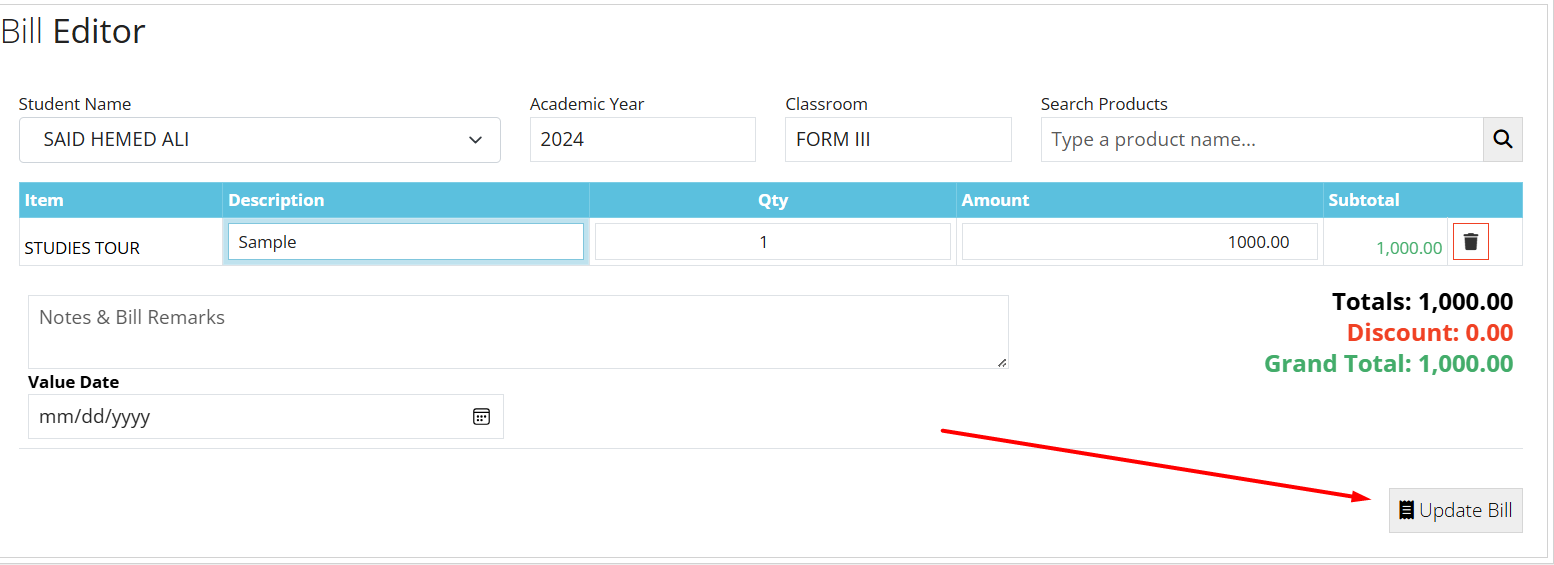 Bill Editor
Student Name Academic Year Classroom Search Products
SAID HEMED ALI 2024 FORM III Type a product name...
Item Description Qty Amount Subtotal
STUDIES TOUR Sample 1 1000.00 1,000.00
Notes & Bill Remarks
Totals: 1,000.00
Discount: 0.00
Grand Total: 1,000.00
Value Date
mm/dd/yyyy
Update Bill